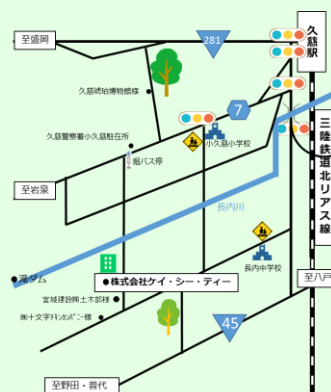 至盛岡
281
久慈駅
久慈琥珀博物館様
7
久慈警察署小久慈駐在所
小久慈小学校
堀バス停
三陸鉄道北リアス線
至岩泉
長内川
滝ダム
長内中学校
至八戸
株式会社ケイ・シー・ティー
宮城建設㈲土木部様
㈱十文字チキンカンパニー様
45
至野田・普代